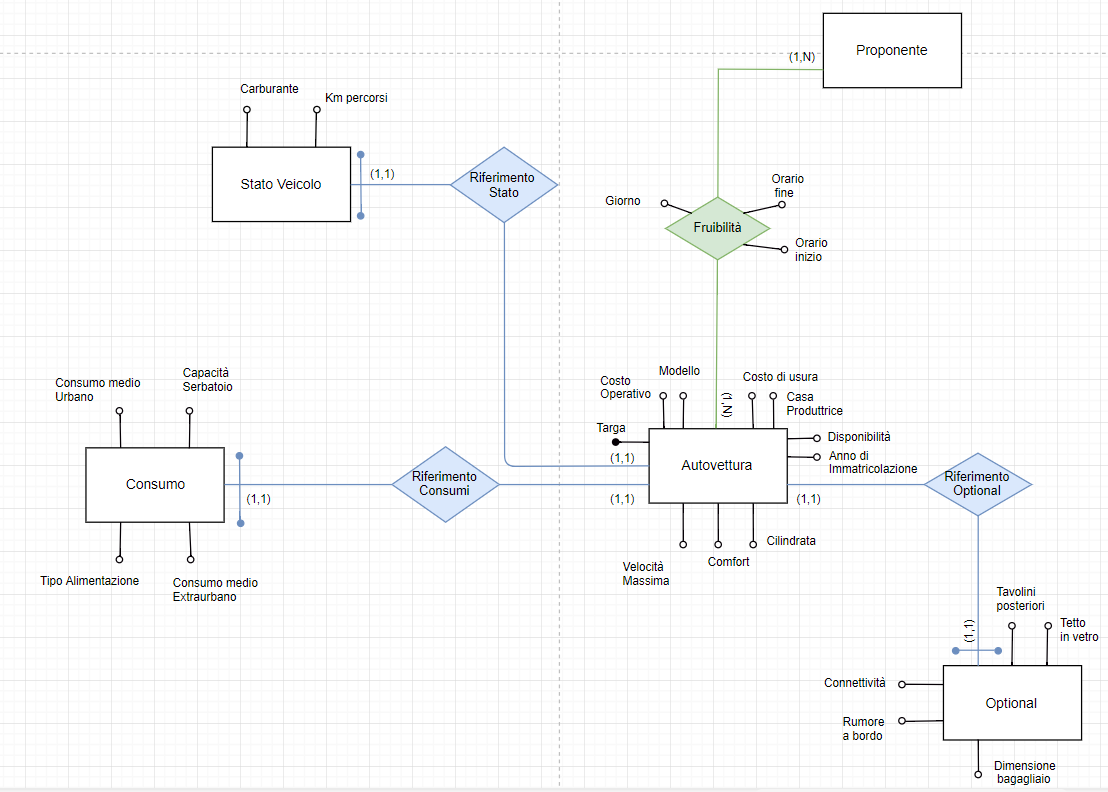 Proponente
(1,N)
Carburante
Km percorsi
Stato Veicolo
(1,1)
Riferimento
Stato
Giorno
Orario
fine
Fruibilità
Orario
inizio
Consumo medio
Urbano
Capacità
Serbatoio
Costo
Operativo
Modello
(1,N)
Costo di usura
Casa
Produttrice
Targa
(1,1)
Autovettura
Disponibilità
Anno di
Immatricolazione
Consumo
(1,1)
Riferimento
Consumi
(1,1)
(1,1)
Riferimento
Optional
Velocità
Massima
Comfort
Cilindrata
Tipo Alimentazione
Consumo medio
Extraurbano
(1,1)
Tavolini
posteriori
Tetto
in vetro
Connettività
Optional
Rumore
a bordo
Dimensione
bagagliaio